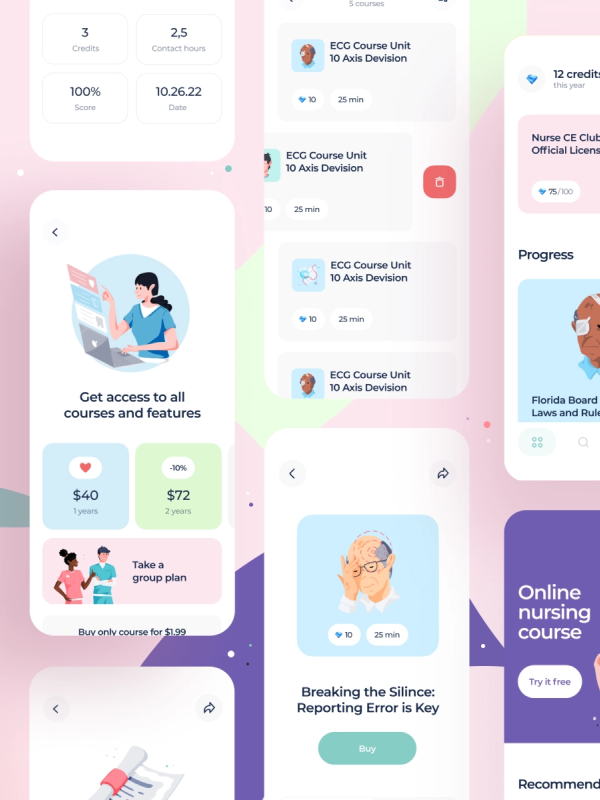 3
Credits
2,5
Contact hours
100%
Score
10.26.22
Date
Get access to all
courses and features
$40
1 years
-10%
$72
2 years
Take a
group plan
Buy only course for $1.99
5 courses
ECG Course Unit
10 Axis Devision
10
25 min
ECG Course Unit
10 Axis Devision
10
25 min
ECG Course Unit
10 Axis Devision
10
25 min
ECG Course Unit
10 Axis Devision
10
25 min
Breaking the Silince:
Reporting Error is Key
Buy
12 credits
this year
Nurse CE Club
Official Licens
75/100
Progress
Florida Board
Laws and Rule
Online
nursing
course
Try it free
Recommend